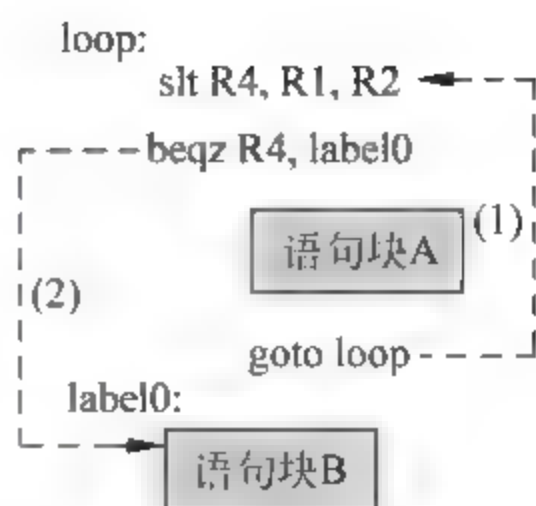 loop:
slt R4, R1, R2
beqz R4, label0
语句块A
(1)
(2)
goto loop
label0:
语句块B